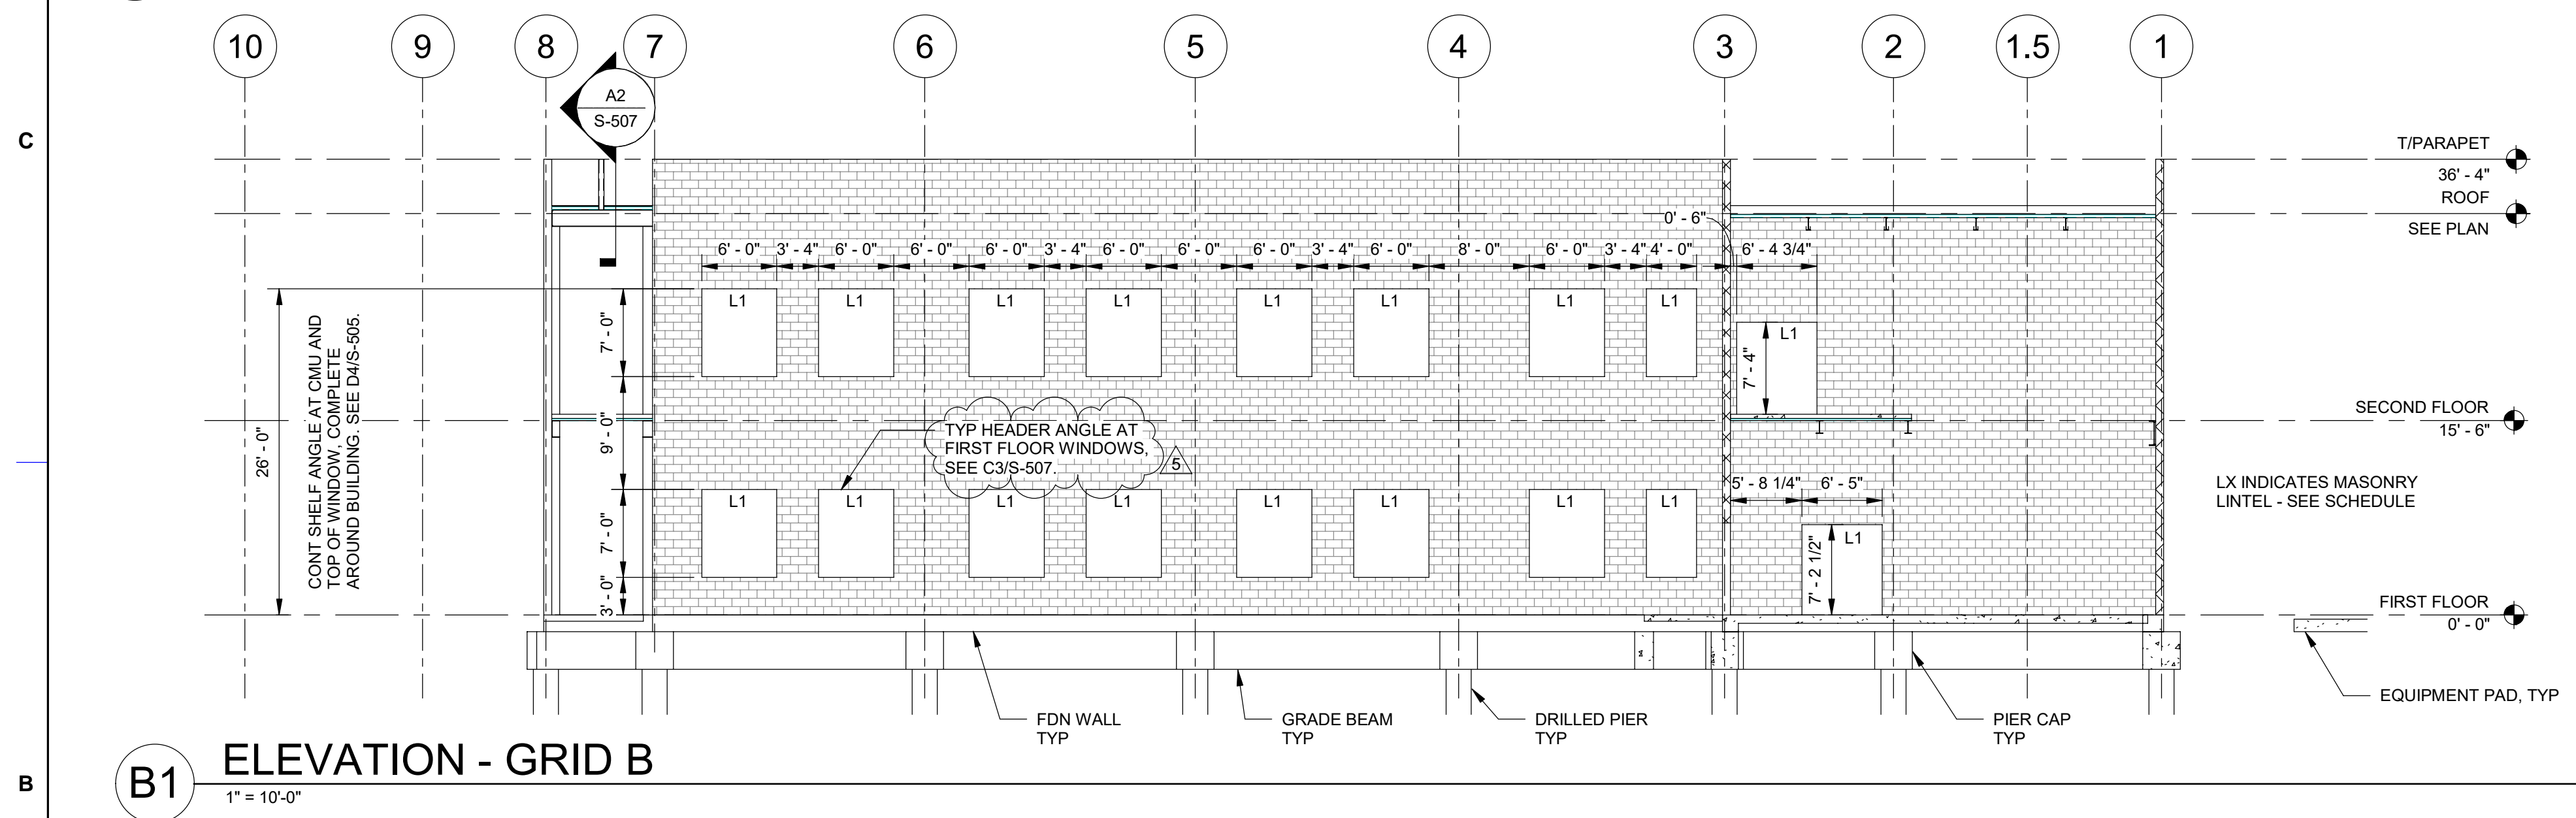 10
9
8
7
6
5
4
3
2
1.5
1
A2
S-507
C
T/PARAPET
36' - 4"
ROOF
SEE PLAN
0' - 6"
6' - 0"
3' - 4"
6' - 0"
6' - 0"
6' - 0"
3' - 4"
6' - 0"
6' - 0"
6' - 0"
3' - 4"
6' - 0"
8' - 0"
6' - 0"
3' - 4"
4' - 0"
6' - 4 3/4"
L1
L1
L1
L1
L1
L1
L1
L1
L1
7' - 0"
7' - 4"
26' - 0"
CONT SHELF ANGLE AT CMU AND
TOP OF WINDOW, COMPLETE
AROUND BUILDING. SEE D4/S-505.
9' - 0"
TYP HEADER ANGLE AT
FIRST FLOOR WINDOWS,
SEE C3/S-507.
5
SECOND FLOOR
15' - 6"
5' - 8 1/4"
6' - 5"
LX INDICATES MASONRY
LINTEL - SEE SCHEDULE
L1
L1
L1
L1
L1
L1
L1
L1
L1
7' - 0"
7' - 2 1/2"
3' - 0"
FIRST FLOOR
0' - 0"
EQUIPMENT PAD, TYP
FDN WALL
TYP
GRADE BEAM
TYP
DRILLED PIER
TYP
PIER CAP
TYP
B1
ELEVATION - GRID B
1" = 10'-0"
B